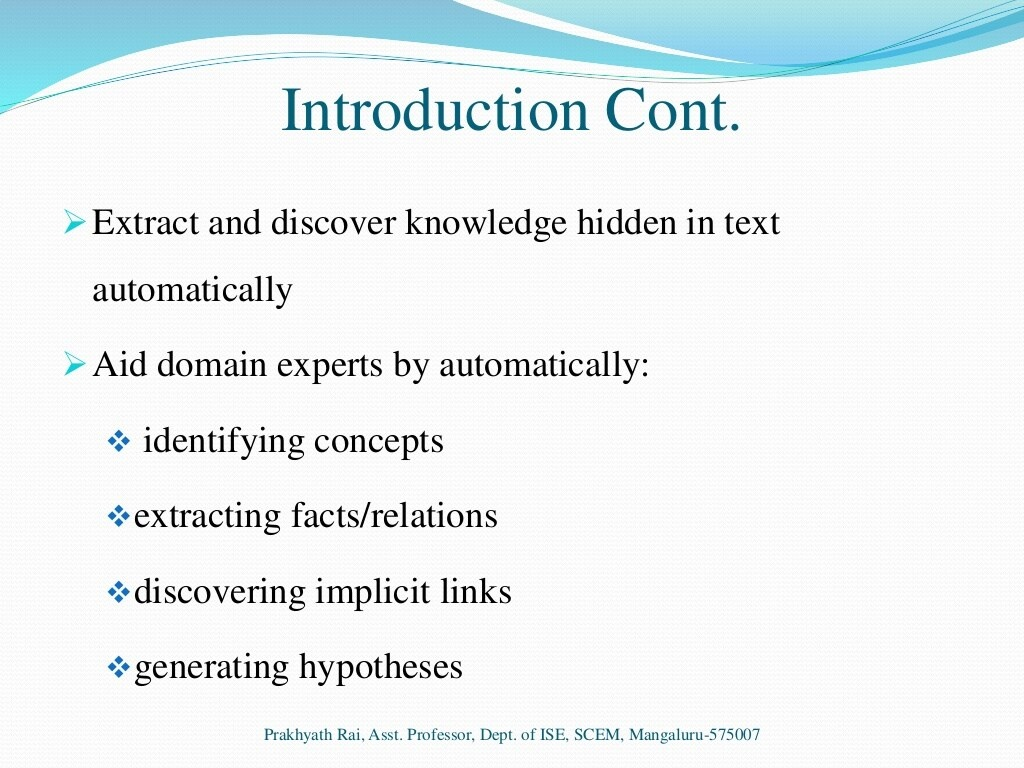 Introduction Cont.
Extract and discover knowledge hidden in text
automatically
Aid domain experts by automatically:
identifying concepts
extracting facts/relations
discovering implicit links
generating hypotheses
Prakhyath Rai, Asst. Professor, Dept. of ISE, SCEM, Mangaluru-575007